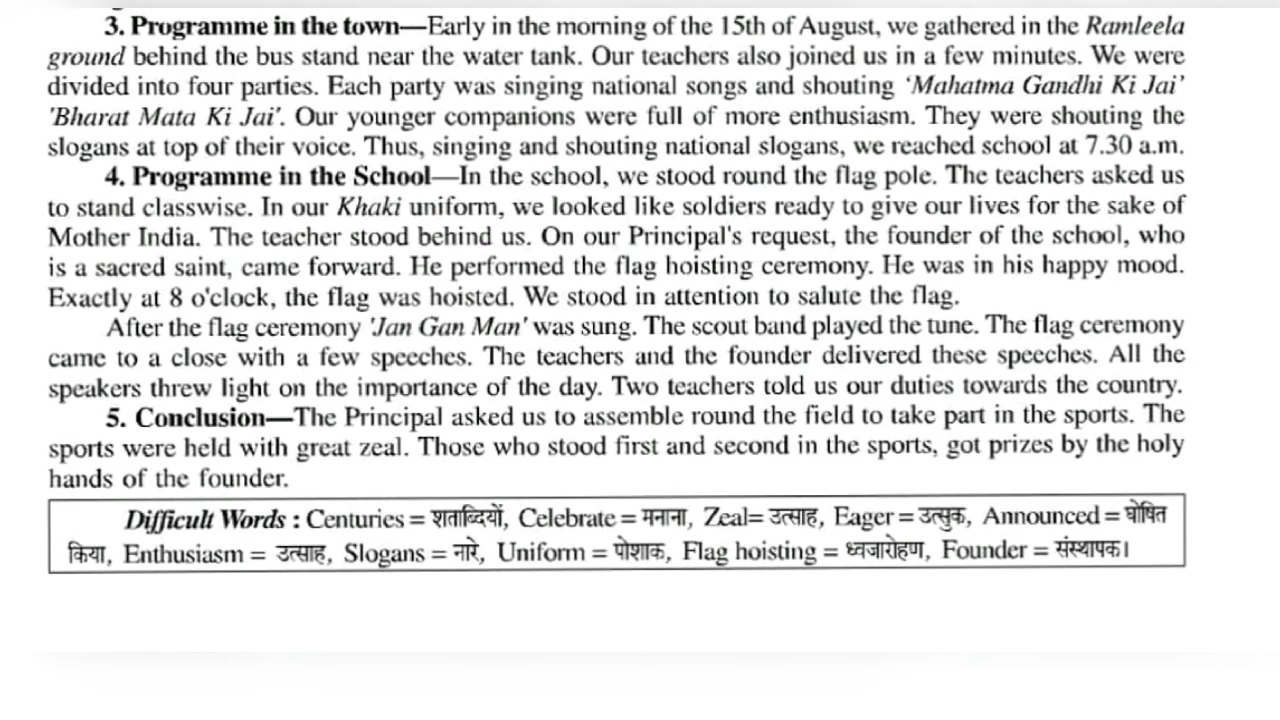 3. Programme in the town—Early in the morning of the 15th of August, we gathered in the Ramleela
ground behind the bus stand near the water tank. Our teachers also joined us in a few minutes. We were
divided into four parties. Each party was singing national songs and shouting 'Mahatma Gandhi Ki Jai'
'Bharat Mata Ki Jai'. Our younger companions were full of more enthusiasm. They were shouting the
slogans at top of their voice. Thus, singing and shouting national slogans, we reached school at 7.30 a.m.
4. Programme in the School—In the school, we stood round the flag pole. The teachers asked us
to stand classwise. In our Khaki uniform, we looked like soldiers ready to give our lives for the sake of
Mother India. The teacher stood behind us. On our Principal's request, the founder of the school, who
is a sacred saint, came forward. He performed the flag hoisting ceremony. He was in his happy mood.
Exactly at 8 o'clock, the flag was hoisted. We stood in attention to salute the flag.
After the flag ceremony 'Jan Gan Man' was sung. The scout band played the tune. The flag ceremony
came to a close with a few speeches. The teachers and the founder delivered these speeches. All the
speakers threw light on the importance of the day. Two teachers told us our duties towards the country.
5. Conclusion—The Principal asked us to assemble round the field to take part in the sports. The
sports were held with great zeal. Those who stood first and second in the sports, got prizes by the holy
hands of the founder.
Difficult Words : Centuries = शताब्दियों, Celebrate = मनाना, Zeal= उत्साह, Eager = उत्सुक, Announced = घोषित
किया, Enthusiasm = उत्साह, Slogans = नारे, Uniform = पोशाक, Flag hoisting = ध्वजारोहण, Founder = संस्थापक।